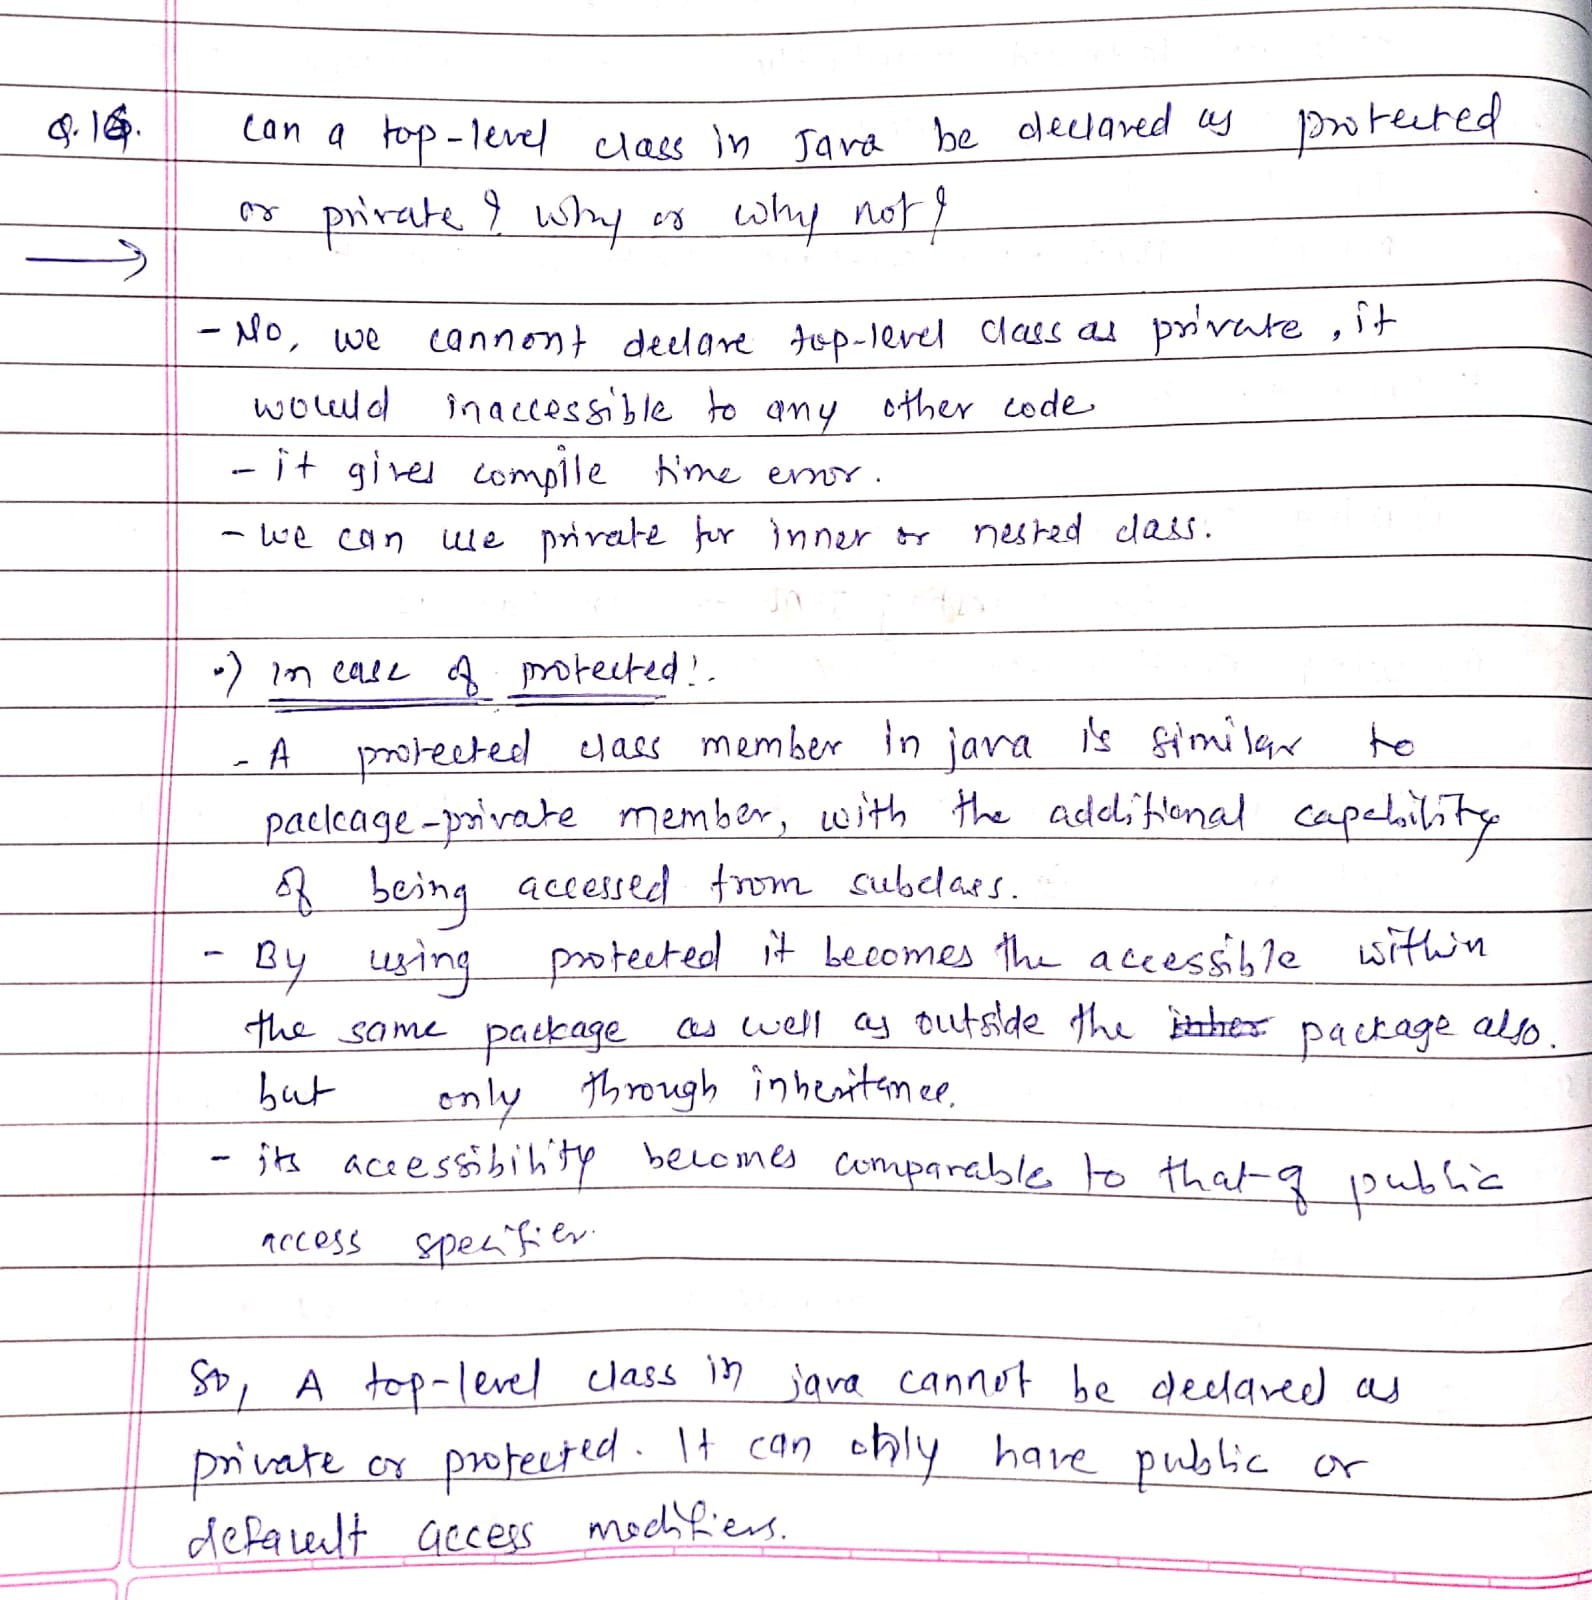 Q.16. Can a top-level class in Java be declared as protected
or private? why or why not?
- No, we cannont declare top-level class as private, it
would inaccessible to any other code
- it gives compile time error.
- we can use private for inner or nested class.
•) in case of protected:-
- A protected class member in java is similar to
package-private member, with the additional capability
of being accessed from subclass.
- By using protected it becomes the accessible within
the same package as well as outside the inher package also.
but only through inheritance.
- its accessibility becomes comparable to that of public
access specifier.
So, A top-level class in java cannot be declared as
private or protected. It can only have public or
default access modifiers.